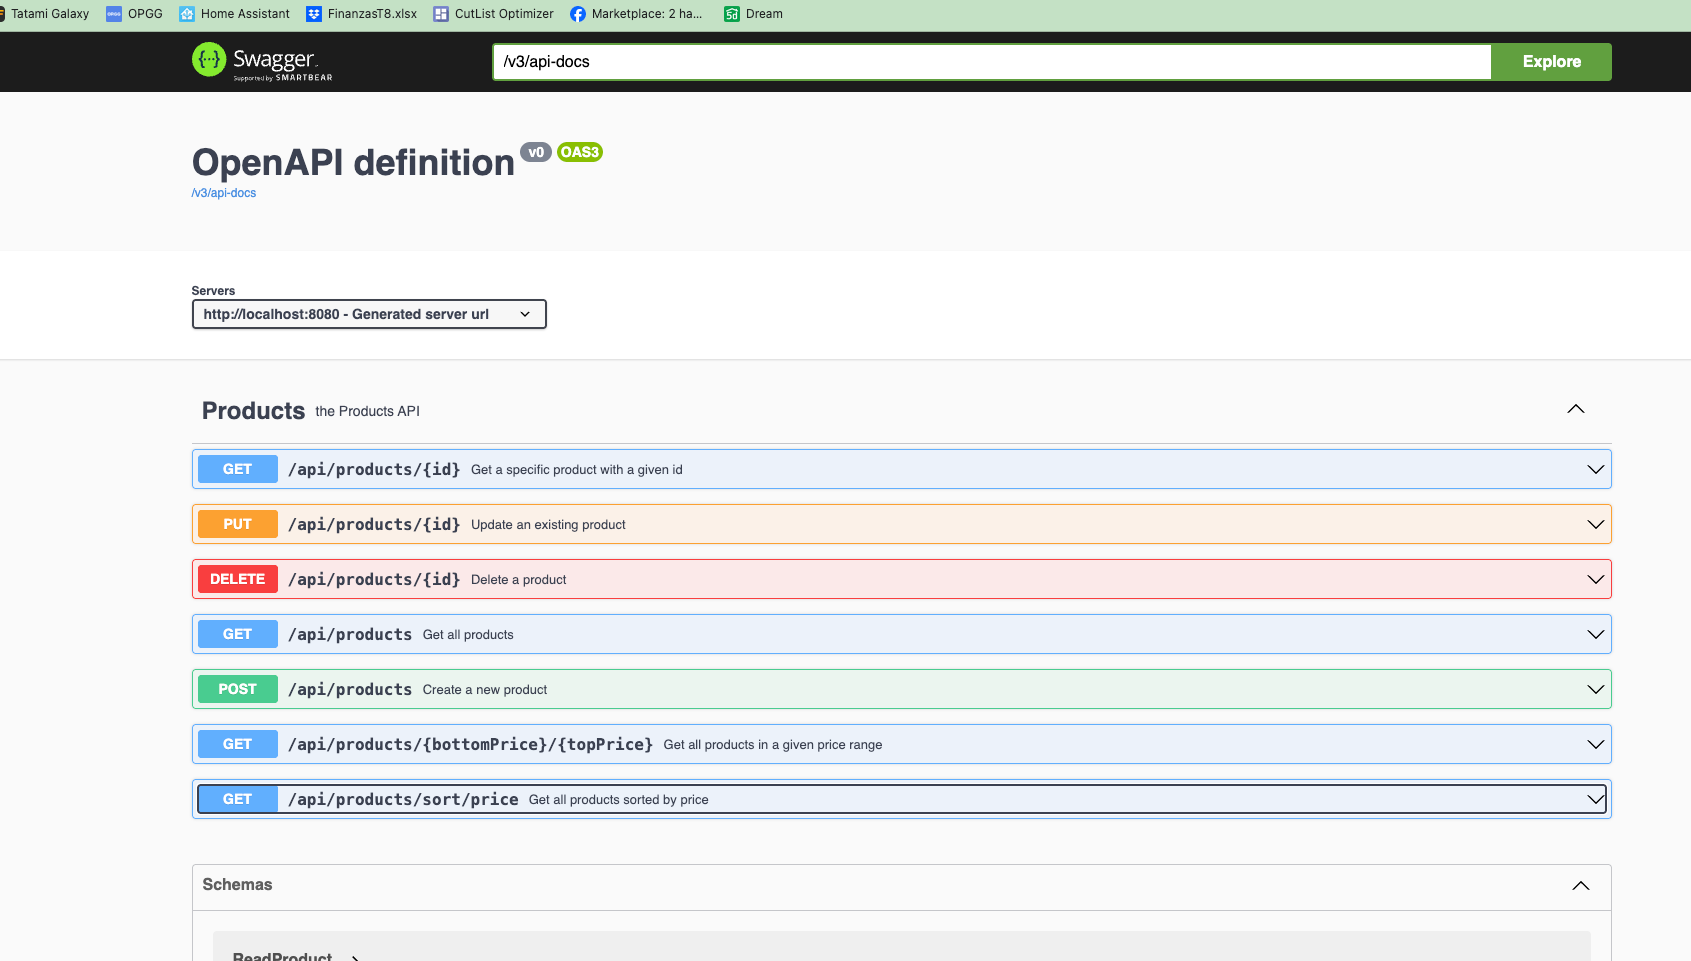 Tatami Galaxy OPGG Home Assistant FinanzasT8.xlsx CutList Optimizer Marketplace: 2 ha... Dream
Swagger
Supported by SMARTBEAR
/v3/api-docs
Explore
OpenAPI definition v0 OAS3
/v3/api-docs
Servers
http://localhost:8080 - Generated server url
Products the Products API
GET /api/products/{id} Get a specific product with a given id
PUT /api/products/{id} Update an existing product
DELETE /api/products/{id} Delete a product
GET /api/products Get all products
POST /api/products Create a new product
GET /api/products/{bottomPrice}/{topPrice} Get all products in a given price range
GET /api/products/sort/price Get all products sorted by price
Schemas
ReadProduct